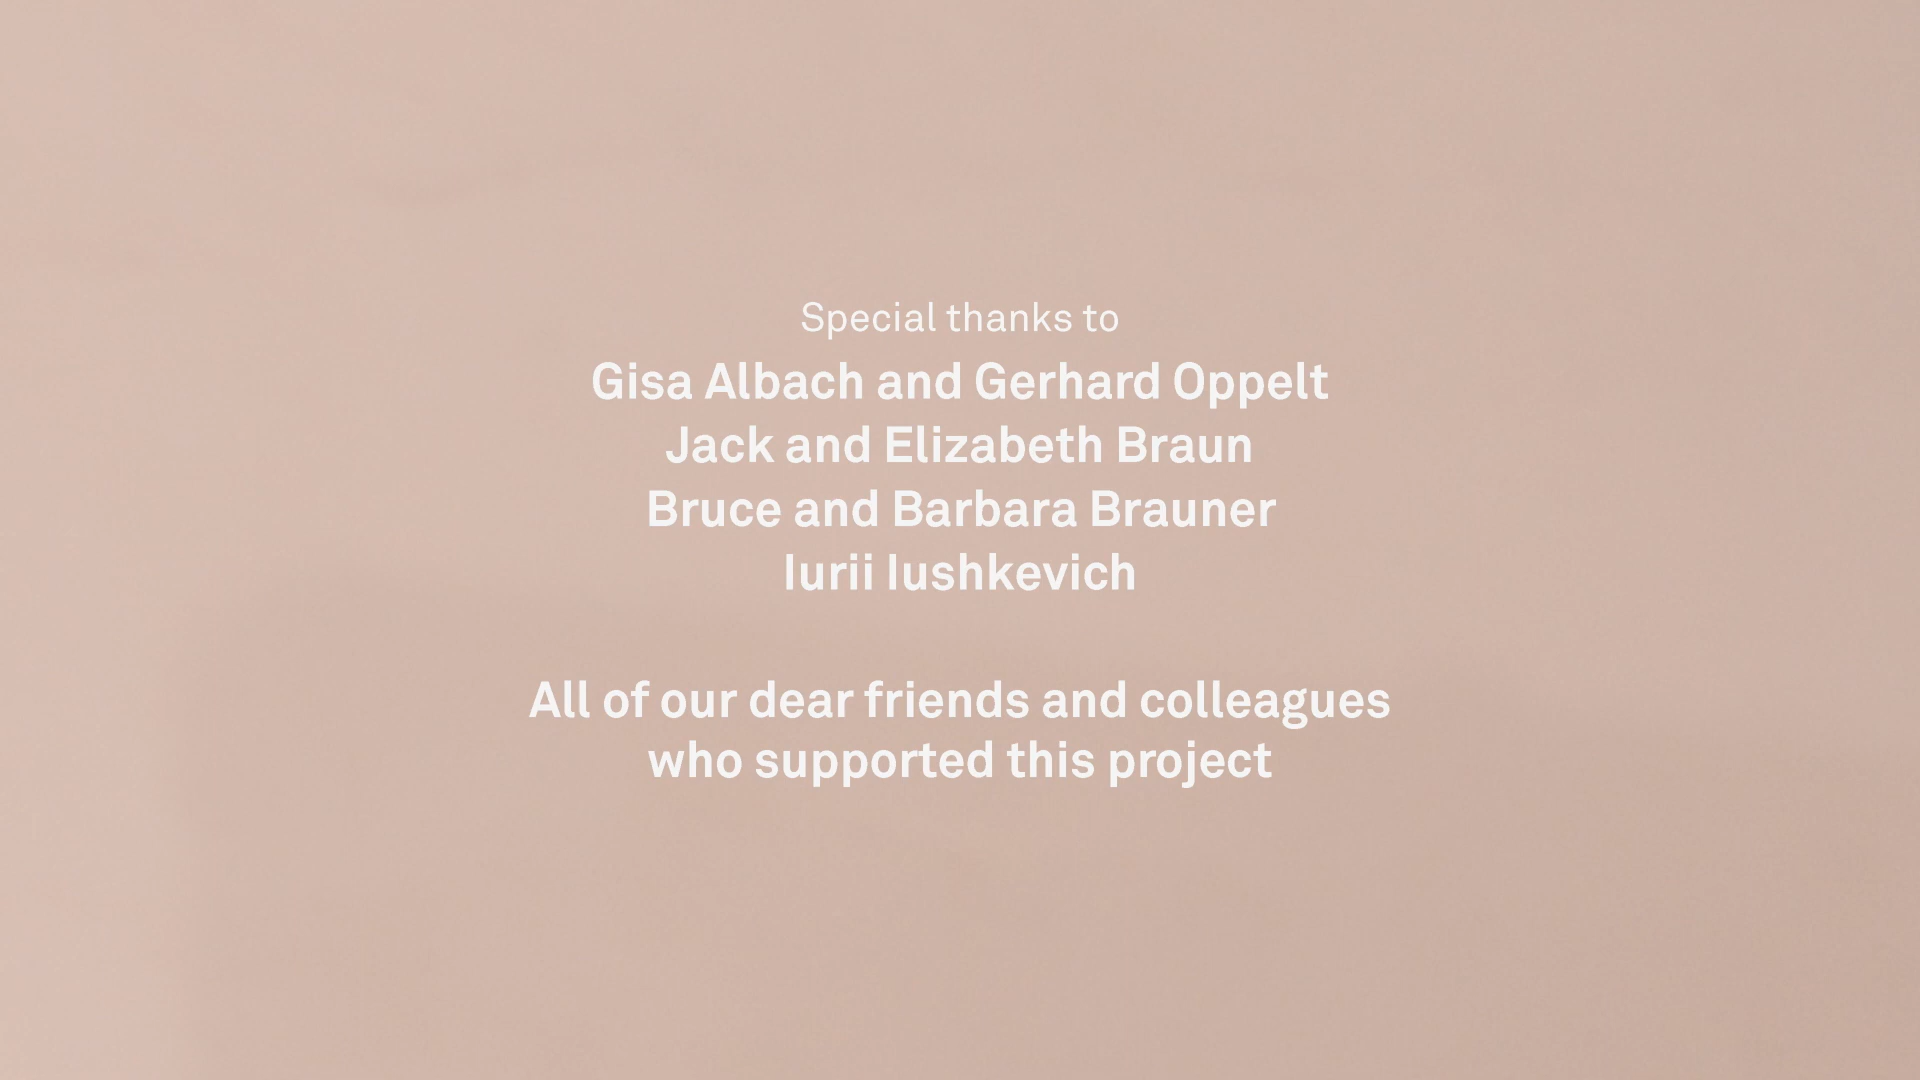 Special thanks to
Gisa Albach and Gerhard Oppelt
Jack and Elizabeth Braun
Bruce and Barbara Brauner
Iurii Iushkevich
All of our dear friends and colleagues
who supported this project